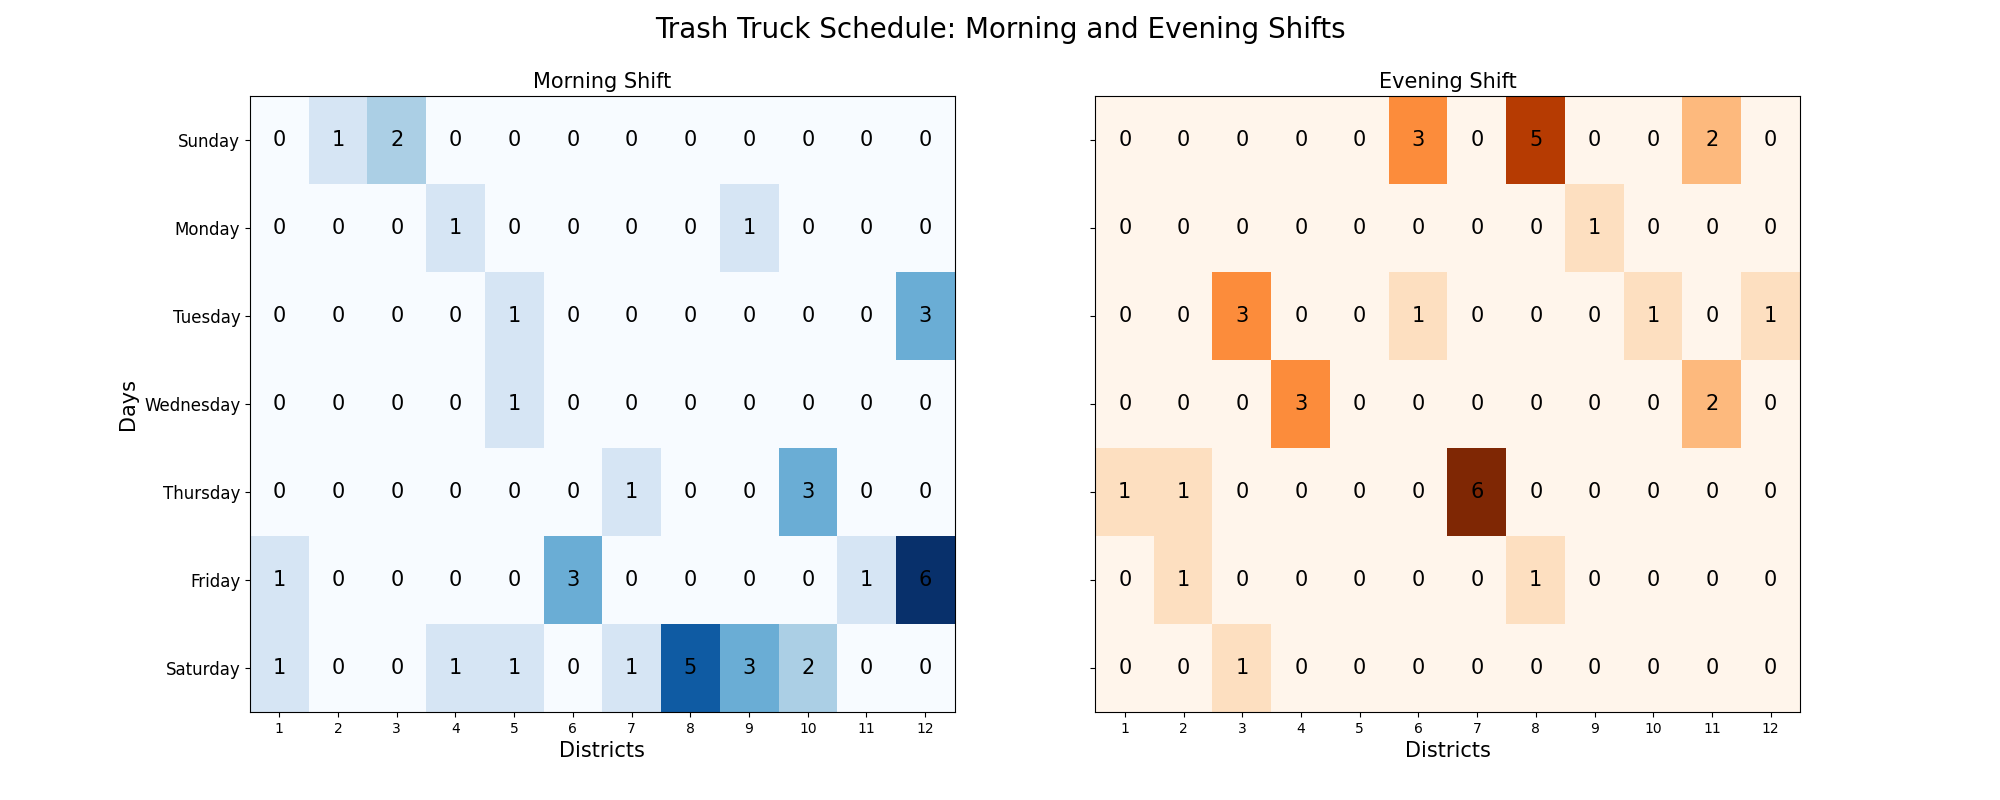 Trash Truck Schedule: Morning and Evening Shifts
Morning Shift
Days
Sunday 0 1 2 0 0 0 0 0 0 0 0 0
Monday 0 0 0 1 0 0 0 0 1 0 0 0
Tuesday 0 0 0 0 1 0 0 0 0 0 0 3
Wednesday 0 0 0 0 1 0 0 0 0 0 0 0
Thursday 0 0 0 0 0 0 1 0 0 3 0 0
Friday 1 0 0 0 0 3 0 0 0 0 1 6
Saturday 1 0 0 1 1 0 1 5 3 2 0 0
1 2 3 4 5 6 7 8 9 10 11 12
Districts
Evening Shift
0 0 0 0 0 3 0 5 0 0 2 0
0 0 0 0 0 0 0 0 1 0 0 0
0 0 3 0 0 1 0 0 0 1 0 1
0 0 0 3 0 0 0 0 0 0 2 0
1 1 0 0 0 0 6 0 0 0 0 0
0 1 0 0 0 0 0 1 0 0 0 0
0 0 1 0 0 0 0 0 0 0 0 0
1 2 3 4 5 6 7 8 9 10 11 12
Districts